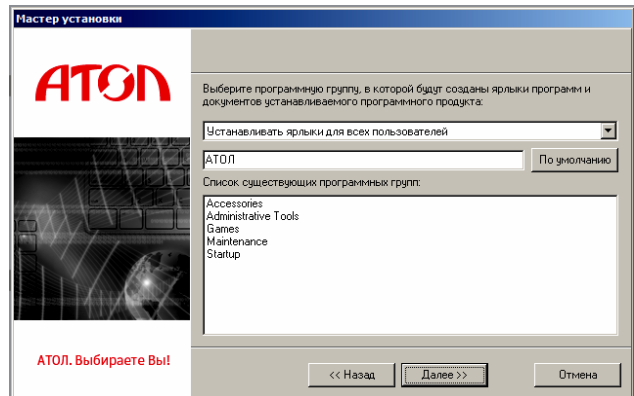 Мастер установки
АТОЛ
Выберите программную группу, в которой будут созданы ярлыки программ и
документов устанавливаемого программного продукта:
Устанавливать ярлыки для всех пользователей
АТОЛ
По умолчанию
Список существующих программных групп:
Accessories
Administrative Tools
Games
Maintenance
Startup
АТОЛ. Выбираете Вы!
<< Назад
Далее >>
Отмена